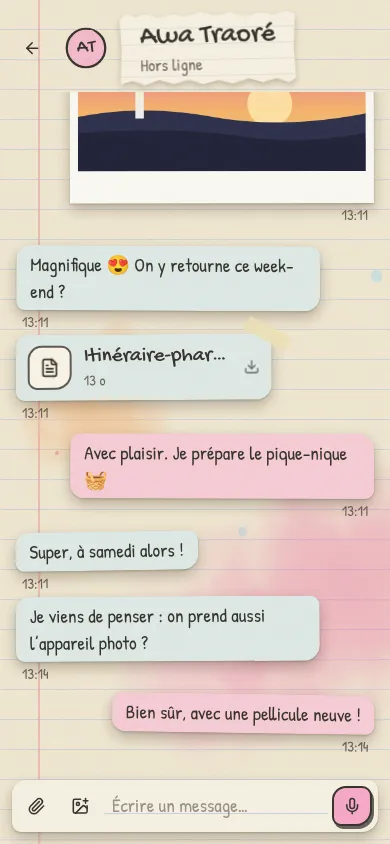 AT
Awa Traoré
Hors ligne
13:11
Magnifique 😍 On y retourne ce week-
end ?
13:11
Itinéraire-phar...
13 o
13:11
Avec plaisir. Je prépare le pique-nique
🧺
13:11
Super, à samedi alors !
13:11
Je viens de penser : on prend aussi
l'appareil photo ?
13:14
Bien sûr, avec une pellicule neuve !
13:14
Écrire un message...